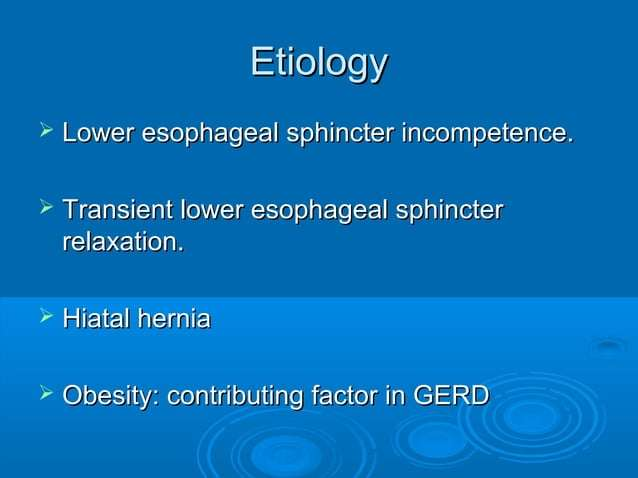 Etiology
➢ Lower esophageal sphincter incompetence.
➢ Transient lower esophageal sphincter
relaxation.
➢ Hiatal hernia
➢ Obesity: contributing factor in GERD